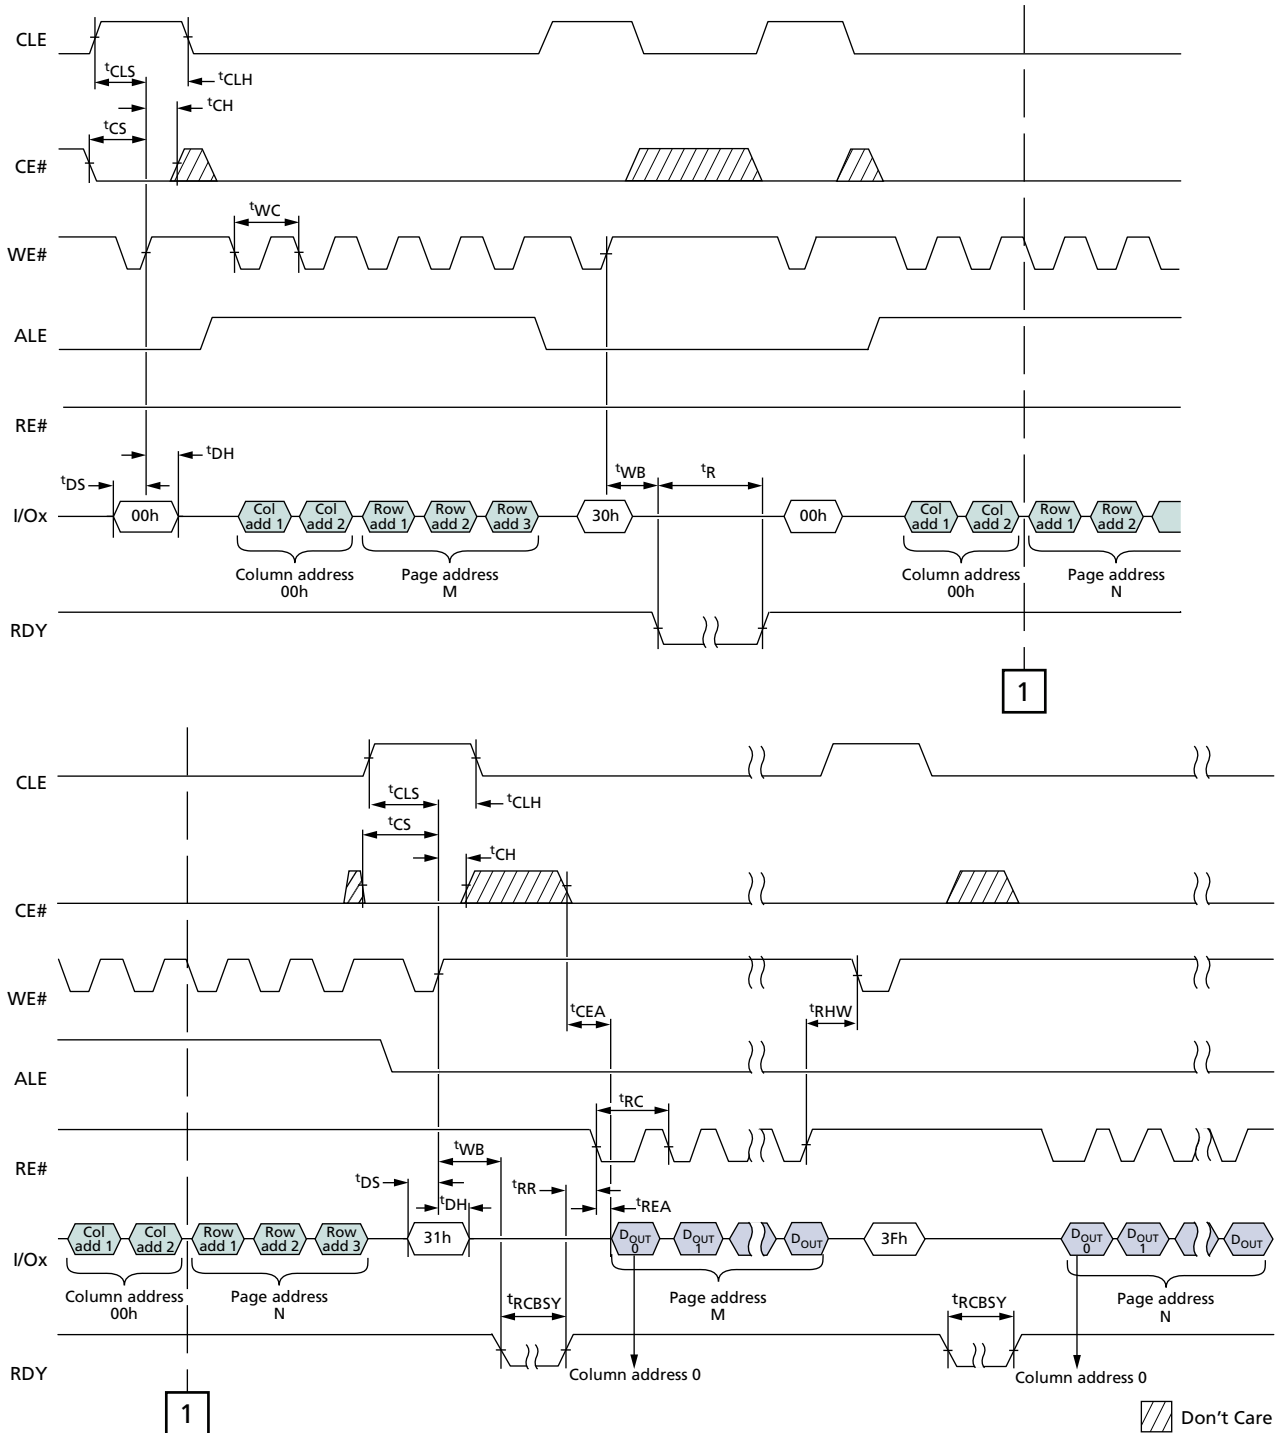 CLE
tCLS
tCLH
tCH
tCS
CE#
tWC
WE#
ALE
RE#
tDH
tDS
tWB
tR
I/Ox
00h
Col add 1
Col add 2
Row add 1
Row add 2
Row add 3
30h
00h
Col add 1
Col add 2
Row add 1
Row add 2
Column address
00h
Page address
M
Column address
00h
Page address
N
RDY
1
CLE
tCLS
tCLH
tCS
tCH
CE#
WE#
tCEA
tRHW
ALE
tRC
RE#
tWB
tDS
tRR
tDH
tREA
I/Ox
Col add 1
Col add 2
Row add 1
Row add 2
Row add 3
31h
DOUT 0
DOUT 1
DOUT
3Fh
DOUT 0
DOUT 1
DOUT
Column address
00h
Page address
N
tRCBSY
Page address
M
tRCBSY
Page address
N
RDY
Column address 0
Column address 0
1
Don't Care